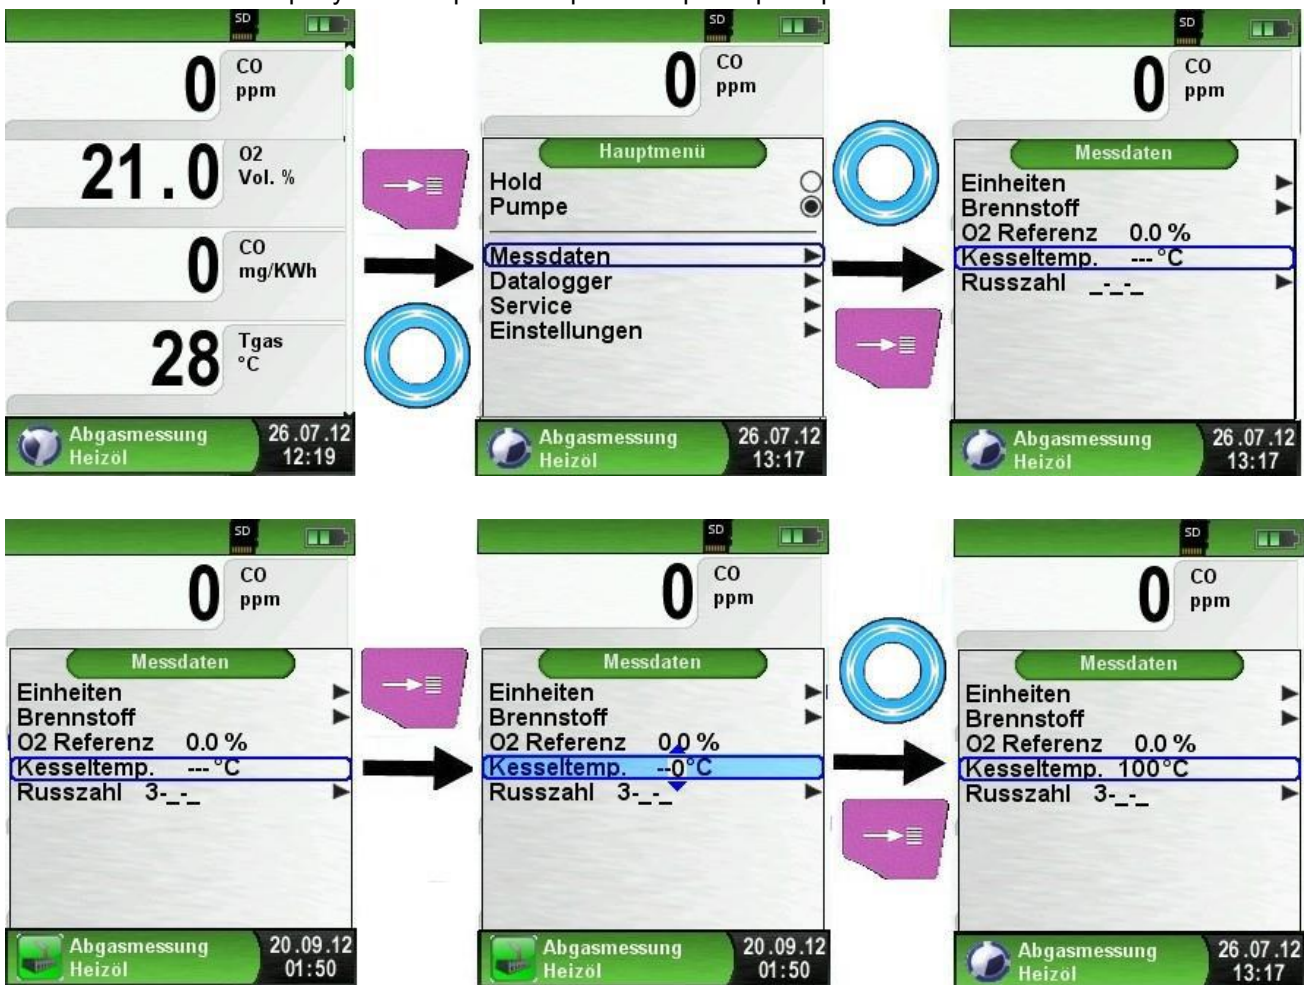 SD
0 CO
ppm
21.0 O2
Vol. %
0 CO
mg/KWh
28 Tgas
°C
Abgasmessung 26.07.12
Heizöl 12:19
SD
0 CO
ppm
Hauptmenü
Hold
Pumpe
Messdaten
Datalogger
Service
Einstellungen
Abgasmessung 26.07.12
Heizöl 13:17
SD
0 CO
ppm
Messdaten
Einheiten
Brennstoff
O2 Referenz 0.0 %
Kesseltemp. ---°C
Russzahl _-_-_
Abgasmessung 26.07.12
Heizöl 13:17
SD
0 CO
ppm
Messdaten
Einheiten
Brennstoff
O2 Referenz 0.0 %
Kesseltemp. ---°C
Russzahl 3-_-_
Abgasmessung 20.09.12
Heizöl 01:50
SD
0 CO
ppm
Messdaten
Einheiten
Brennstoff
O2 Referenz 0.0 %
Kesseltemp. --0°C
Russzahl 3-_-_
Abgasmessung 20.09.12
Heizöl 01:50
SD
0 CO
ppm
Messdaten
Einheiten
Brennstoff
O2 Referenz 0.0 %
Kesseltemp. 100°C
Russzahl 3-_-_
Abgasmessung 26.07.12
Heizöl 13:17